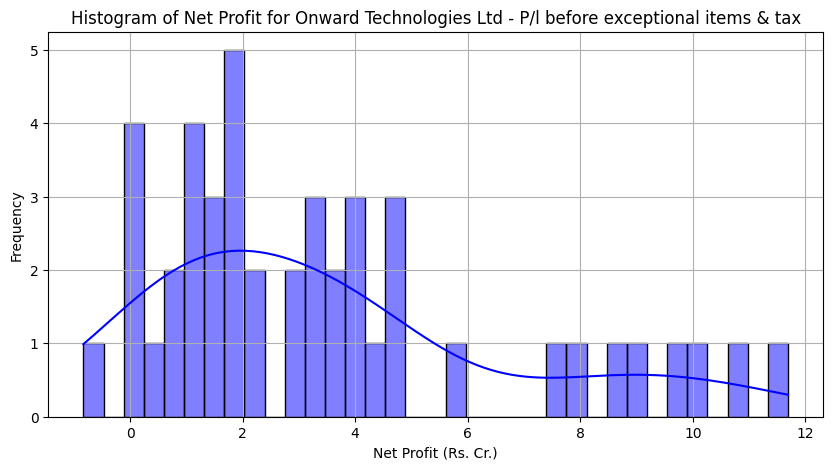 Histogram of Net Profit for Onward Technologies Ltd - P/l before exceptional items & tax
5
4
3
2
1
0
Frequency
0 2 4 6 8 10 12
Net Profit (Rs. Cr.)